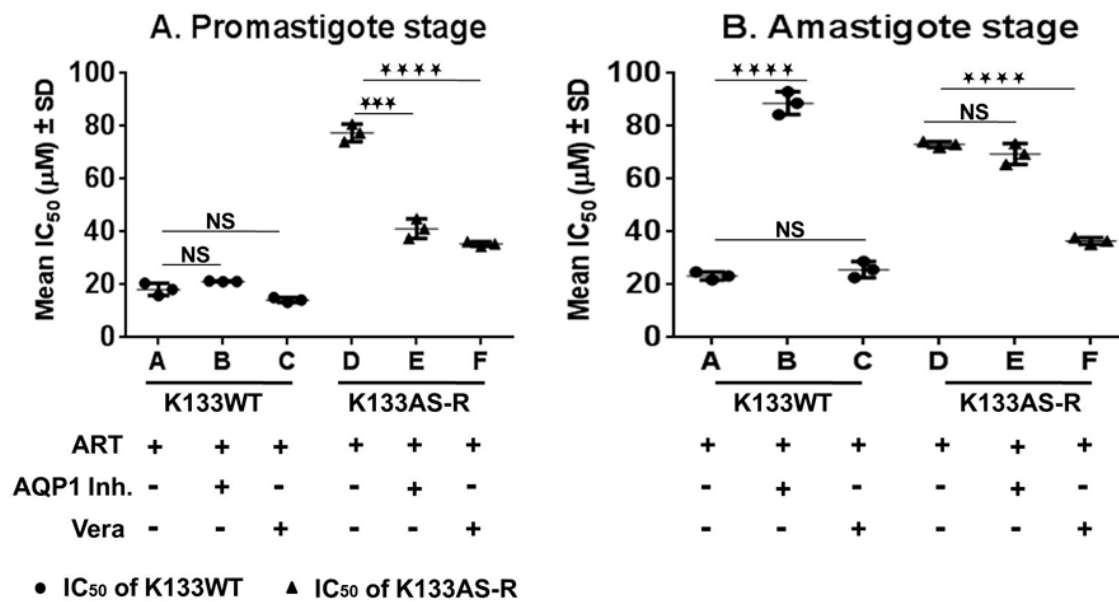 A. Promastigote stage
Mean IC50 (μM) ± SD
100
80
60
40
20
0
★★★★
★★★
NS
NS
A B C D E F
K133WT K133AS-R
B. Amastigote stage
Mean IC50 (μM) ± SD
100
80
60
40
20
0
★★★★
★★★★
NS
NS
A B C D E F
K133WT K133AS-R
ART + + + + + + + + + + + +
AQP1 Inh. - + - - + - - + - - + -
Vera - - + - - + - - + - - +
● IC50 of K133WT ▲ IC50 of K133AS-R